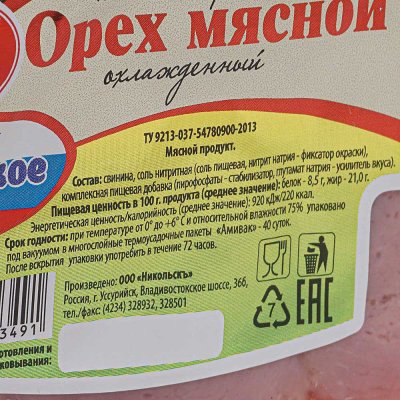 Орех мясной
охлажденный
ТУ 9213-037-54780900-2013
Мясной продукт.
Состав: свинина, соль нитритная (соль пищевая, нитрит натрия - фиксатор окраски),
комплексная пищевая добавка (пирофосфаты - стабилизатор, глутамат натрия - усилитель вкуса).
Пищевая ценность в 100 г. продукта (среднее значение): белок - 8,5 г, жир - 21,0 г.
Энергетическая ценность/калорийность (среднее значение): 920 кДж/220 ккал.
Срок годности: при температуре от 0° до +6° С и относительной влажности 75% упаковано
под вакуумом в многослойные термоусадочные пакеты «Амивак» - 40 суток.
После вскрытия упаковки употребить в течение 72 часов.
Произведено: ООО «Никольскъ»
Россия, г. Уссурийск, Владивостокское шоссе, 36б,
тел./факс: (4234) 328932, 328501
кое
3491
7
EAC
отовления и
ковывания: